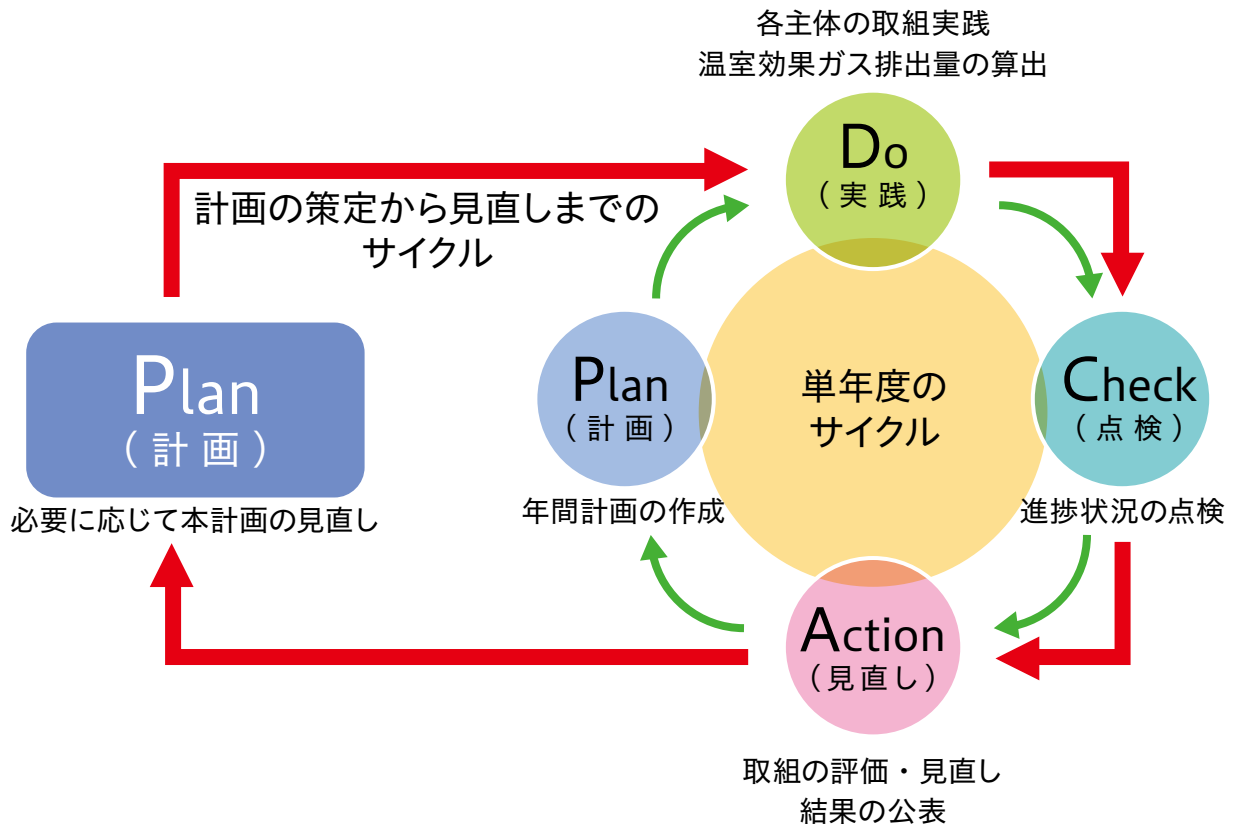 各主体の取組実践
温室効果ガス排出量の算出
Do
（実践）
計画の策定から見直しまでの
サイクル
Plan
（計画）
必要に応じて本計画の見直し
Plan
（計画）
年間計画の作成
単年度の
サイクル
Check
（点検）
進捗状況の点検
Action
（見直し）
取組の評価・見直し
結果の公表